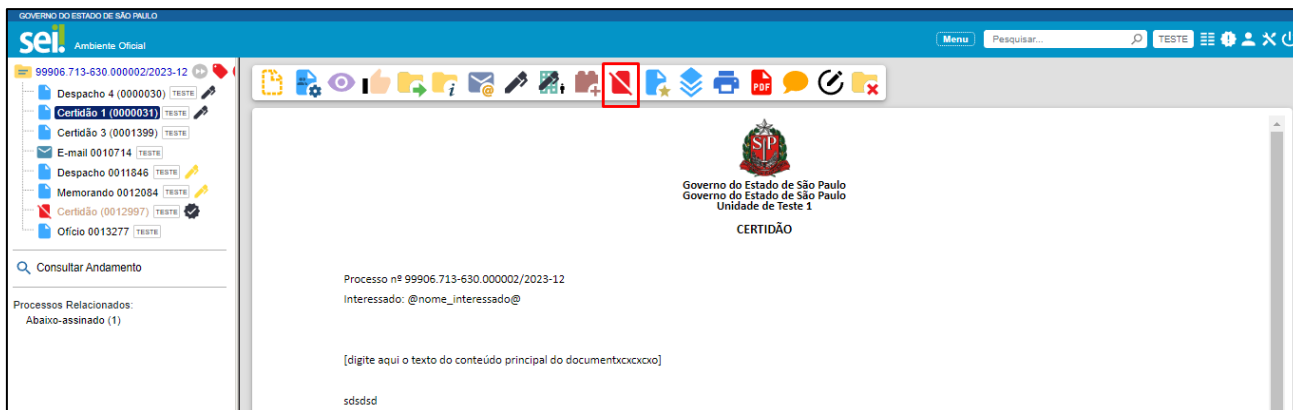 GOVERNO DO ESTADO DE SÃO PAULO
sei! Ambiente Oficial
Menu Pesquisar... TESTE
99906.713-630.000002/2023-12
Despacho 4 (0000030) TESTE
Certidão 1 (0000031) TESTE
Certidão 3 (0001399) TESTE
E-mail 0010714 TESTE
Despacho 0011846 TESTE
Memorando 0012084 TESTE
Certidão (0012997) TESTE
Ofício 0013277 TESTE
Consultar Andamento
Processos Relacionados:
Abaixo-assinado (1)
PDF
SP
Governo do Estado de São Paulo
Governo do Estado de São Paulo
Unidade de Teste 1
CERTIDÃO
Processo nº 99906.713-630.000002/2023-12
Interessado: @nome_interessado@
[digite aqui o texto do conteúdo principal do documentxcxcxcxo]
sdsdsd